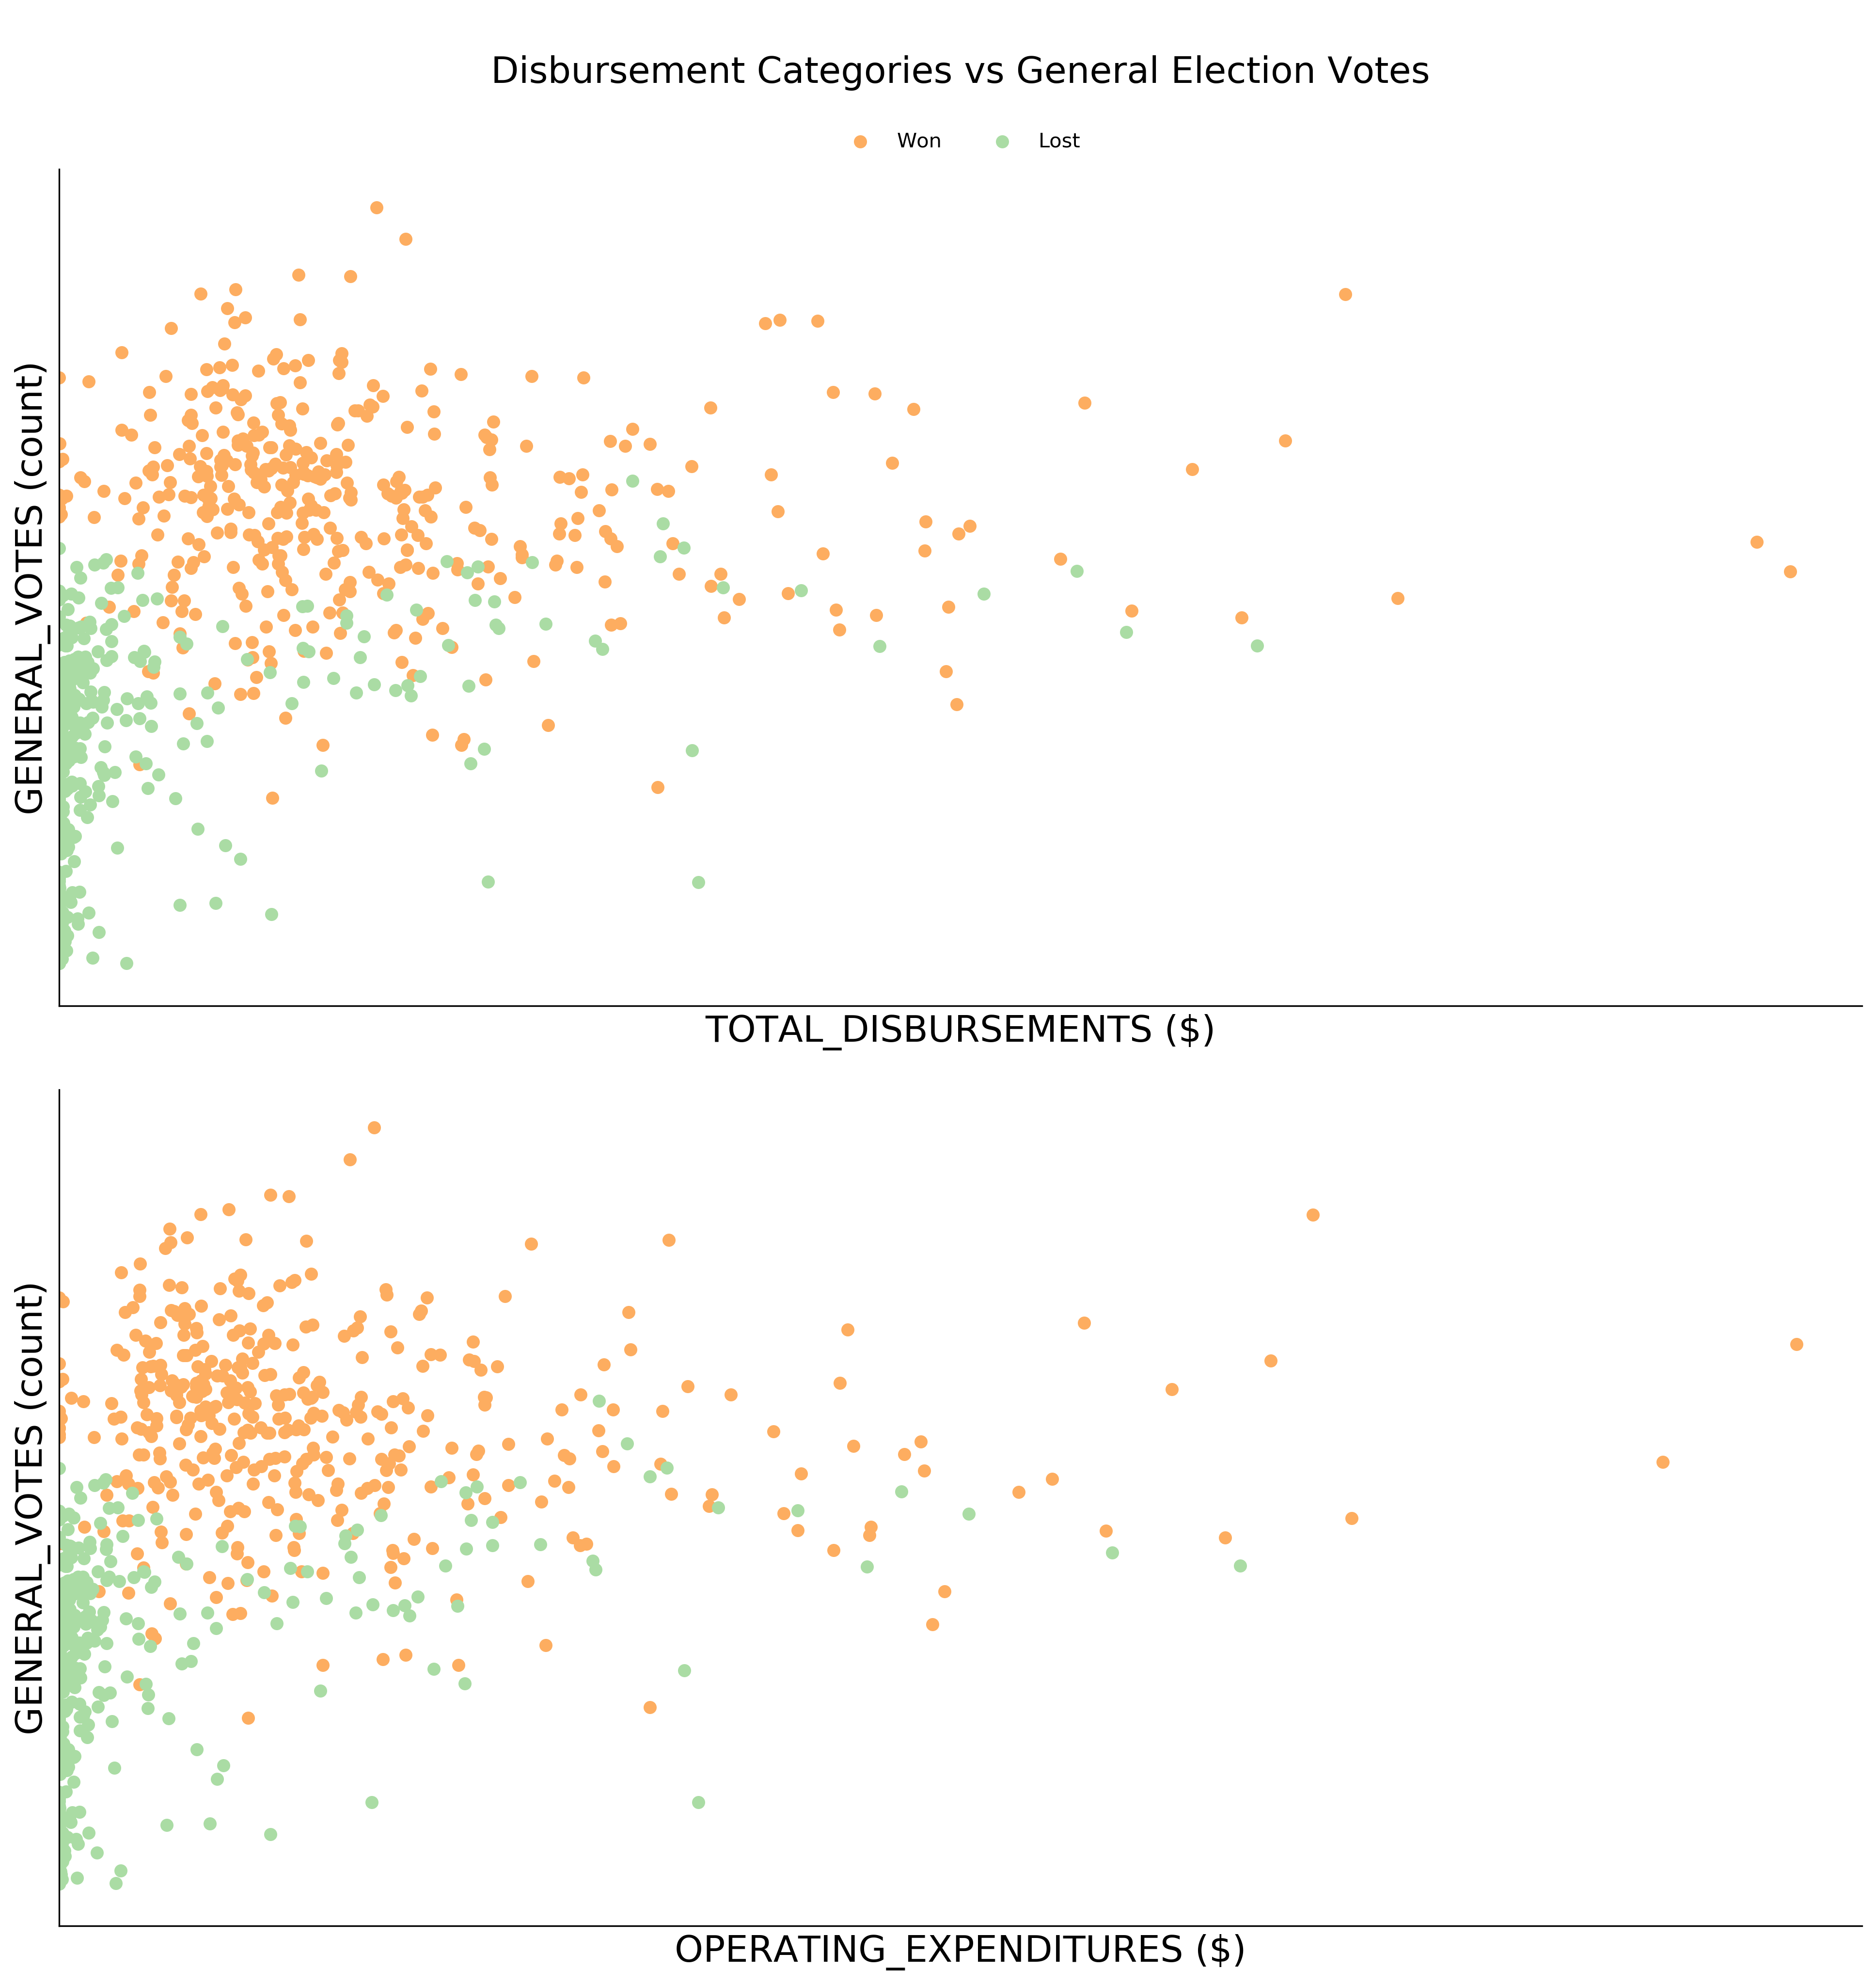 Disbursement Categories vs General Election Votes
Won
Lost
GENERAL_VOTES (count)
TOTAL_DISBURSEMENTS ($)
GENERAL_VOTES (count)
OPERATING_EXPENDITURES ($)